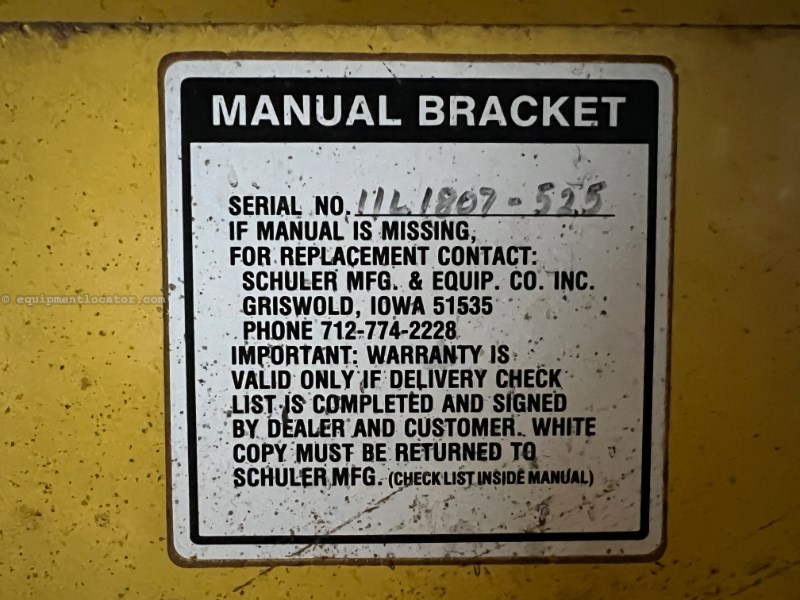 MANUAL BRACKET
SERIAL NO. 11L1807-525
IF MANUAL IS MISSING,
FOR REPLACEMENT CONTACT:
SCHULER MFG. & EQUIP. CO. INC.
GRISWOLD, IOWA 51535
PHONE 712-774-2228
IMPORTANT: WARRANTY IS
VALID ONLY IF DELIVERY CHECK
LIST IS COMPLETED AND SIGNED
BY DEALER AND CUSTOMER. WHITE
COPY MUST BE RETURNED TO
SCHULER MFG. (CHECK LIST INSIDE MANUAL)
© equipmentlocator.com